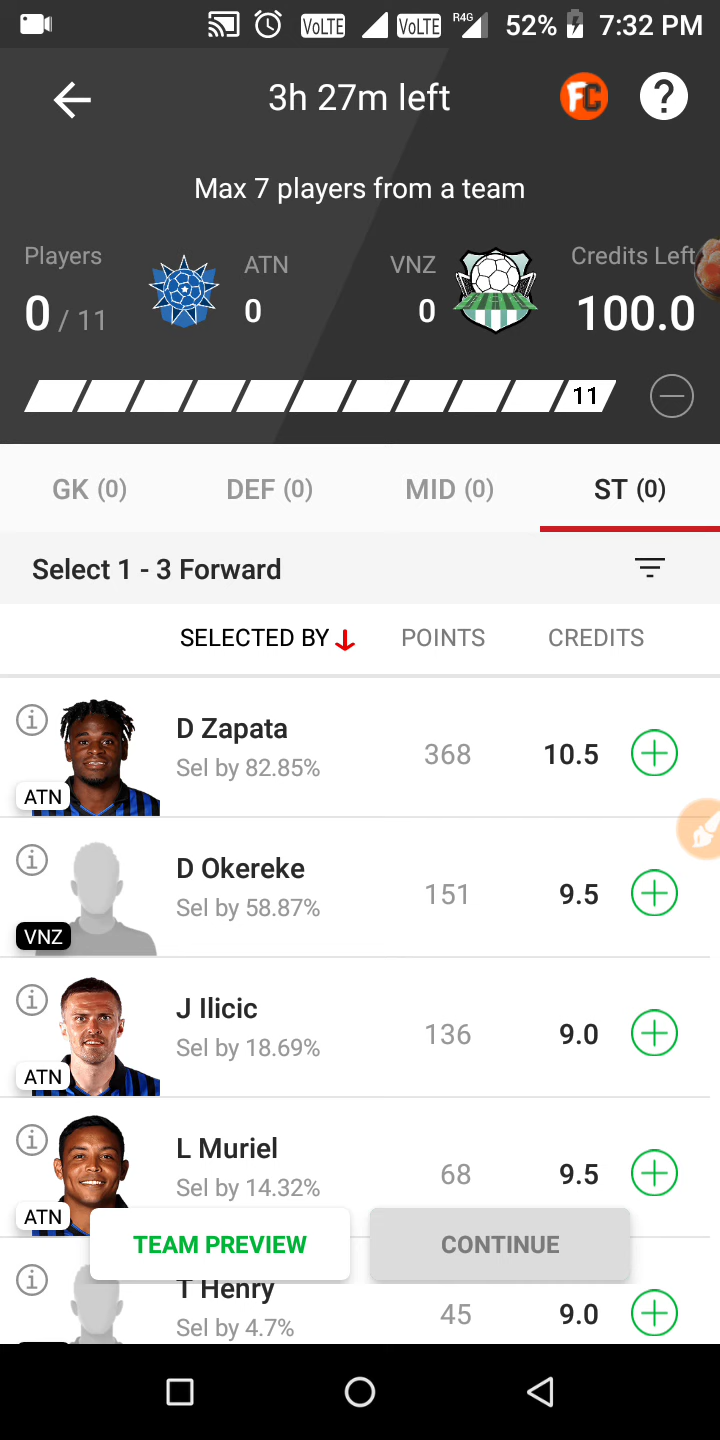 VoLTE VoLTE R4G 52% 7:32 PM
3h 27m left FC ?
Max 7 players from a team
Players ATN VNZ Credits Left
0 / 11 0 0 100.0
11
GK (0) DEF (0) MID (0) ST (0)
Select 1 - 3 Forward
SELECTED BY POINTS CREDITS
D Zapata
Sel by 82.85% 368 10.5
ATN
D Okereke
Sel by 58.87% 151 9.5
VNZ
J Ilicic
Sel by 18.69% 136 9.0
ATN
L Muriel
Sel by 14.32% 68 9.5
ATN
TEAM PREVIEW CONTINUE
T Henry
Sel by 4.7% 45 9.0